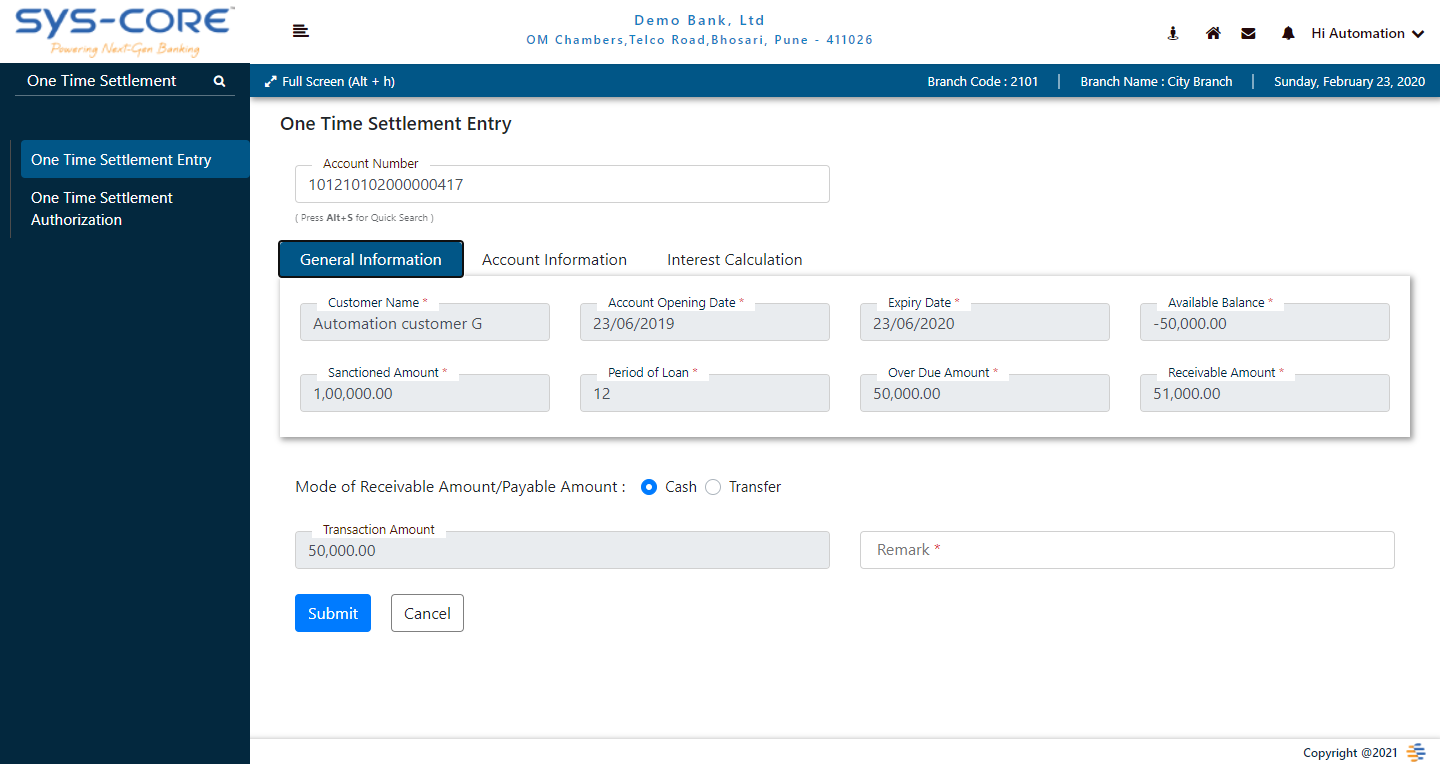 SYS-CORE™
Powering Next-Gen Banking
Demo Bank, Ltd
OM Chambers,Telco Road,Bhosari, Pune - 411026
Hi Automation
One Time Settlement
Full Screen (Alt + h)
Branch Code : 2101
Branch Name : City Branch
Sunday, February 23, 2020
One Time Settlement Entry
One Time Settlement
Authorization
One Time Settlement Entry
Account Number
101210102000000417
( Press Alt+S for Quick Search )
General Information
Account Information
Interest Calculation
Customer Name *
Automation customer G
Account Opening Date *
23/06/2019
Expiry Date *
23/06/2020
Available Balance *
-50,000.00
Sanctioned Amount *
1,00,000.00
Period of Loan *
12
Over Due Amount *
50,000.00
Receivable Amount *
51,000.00
Mode of Receivable Amount/Payable Amount :
Cash
Transfer
Transaction Amount
50,000.00
Remark *
Submit
Cancel
Copyright @2021